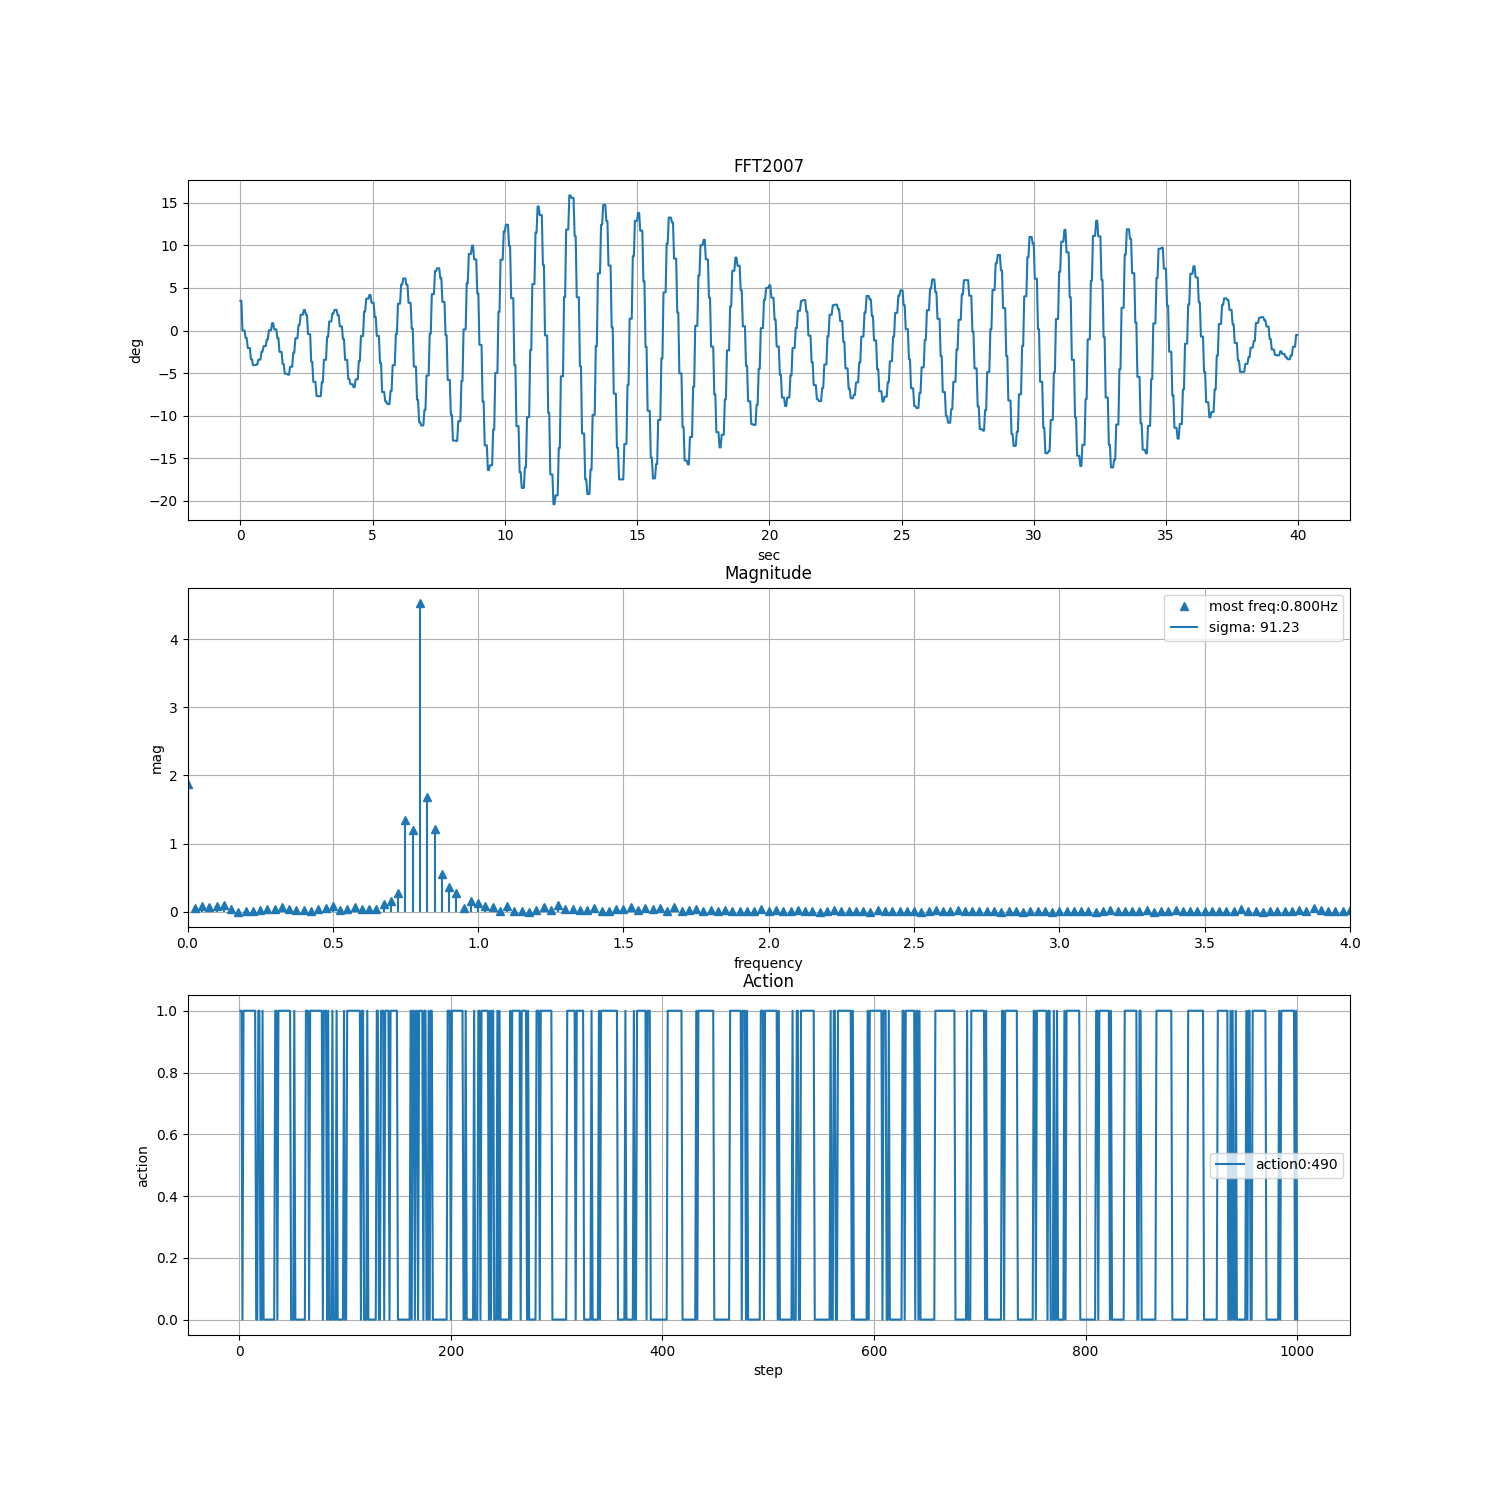 FFT2007
15
10
5
0
−5
−10
−15
−20
deg
0 5 10 15 20 25 30 35 40
sec
Magnitude
most freq:0.800Hz
sigma: 91.23
4
3
2
1
0
mag
0.0 0.5 1.0 1.5 2.0 2.5 3.0 3.5 4.0
frequency
Action
1.0
0.8
0.6
0.4
0.2
0.0
action
action0:490
0 200 400 600 800 1000
step